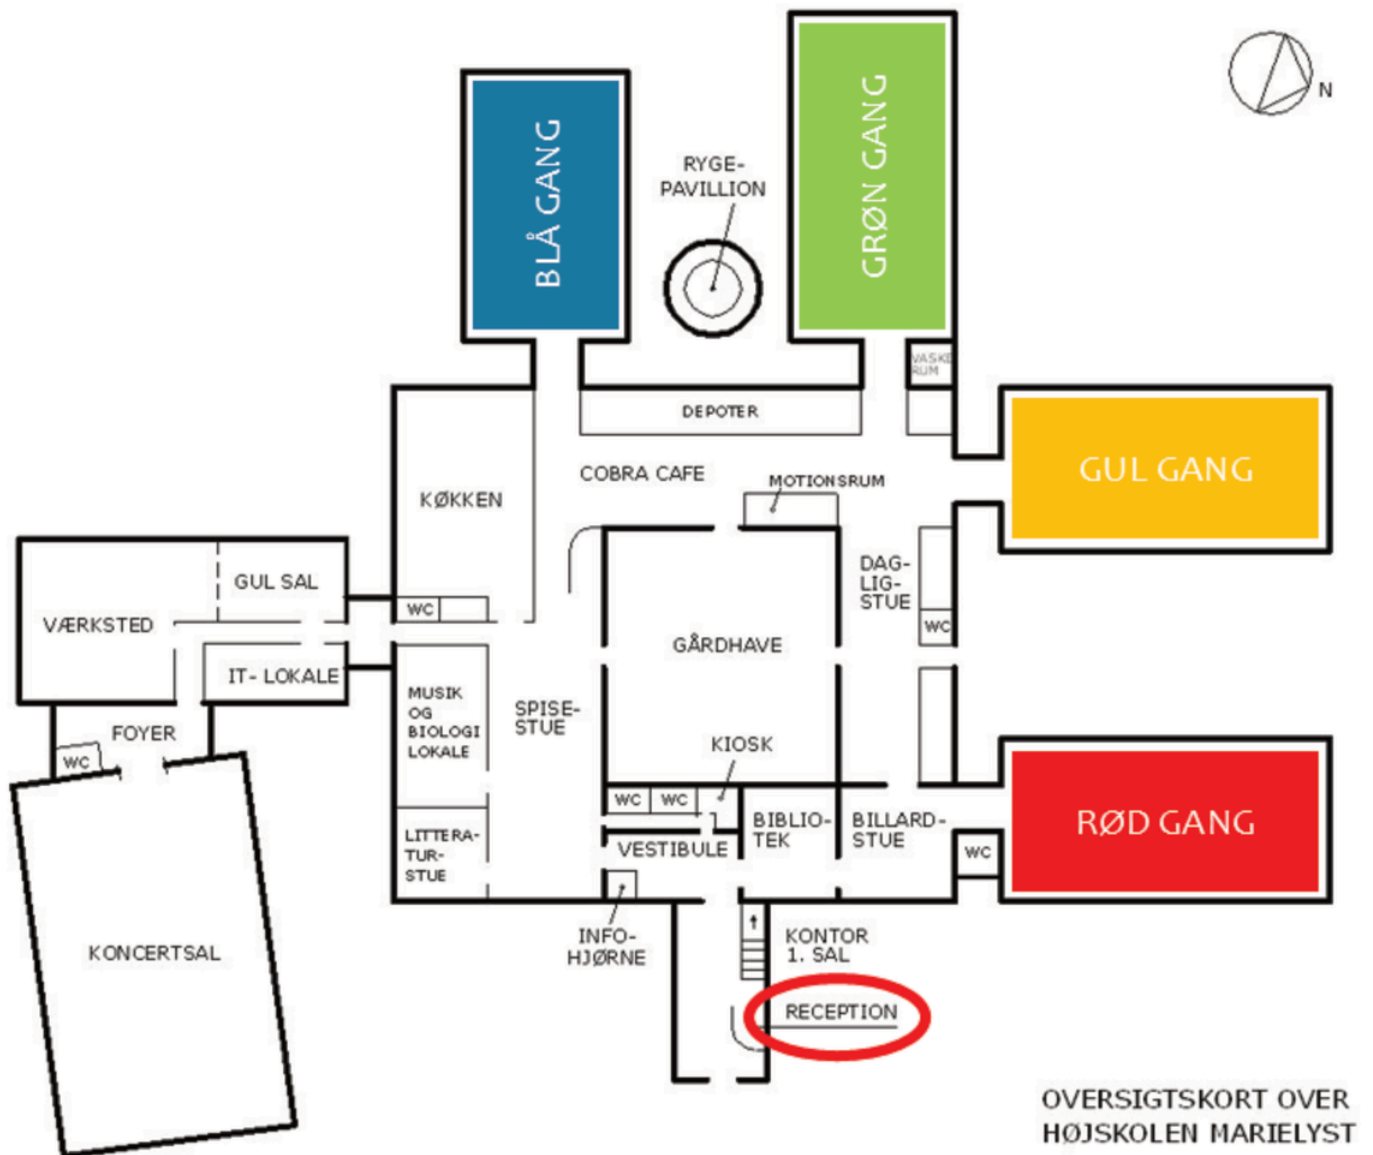 N
BLÅ GANG
GRØN GANG
RYGE-
PAVILLION
VASKE
RUM
DEPOTER
GUL GANG
COBRA CAFE
MOTIONSRUM
KØKKEN
DAG-
LIG-
STUE
GUL SAL
WC
VÆRKSTED
WC
GÅRDHAVE
IT- LOKALE
MUSIK
OG
BIOLOGI
LOKALE
SPISE-
STUE
FOYER
WC
KIOSK
WC
WC
BIBLIO-
TEK
BILLARD-
STUE
RØD GANG
LITTERA-
TUR-
STUE
VESTIBULE
WC
INFO-
HJØRNE
KONTOR
1. SAL
KONCERTSAL
RECEPTION
OVERSIGTSKORT OVER
HØJSKOLEN MARIELYST